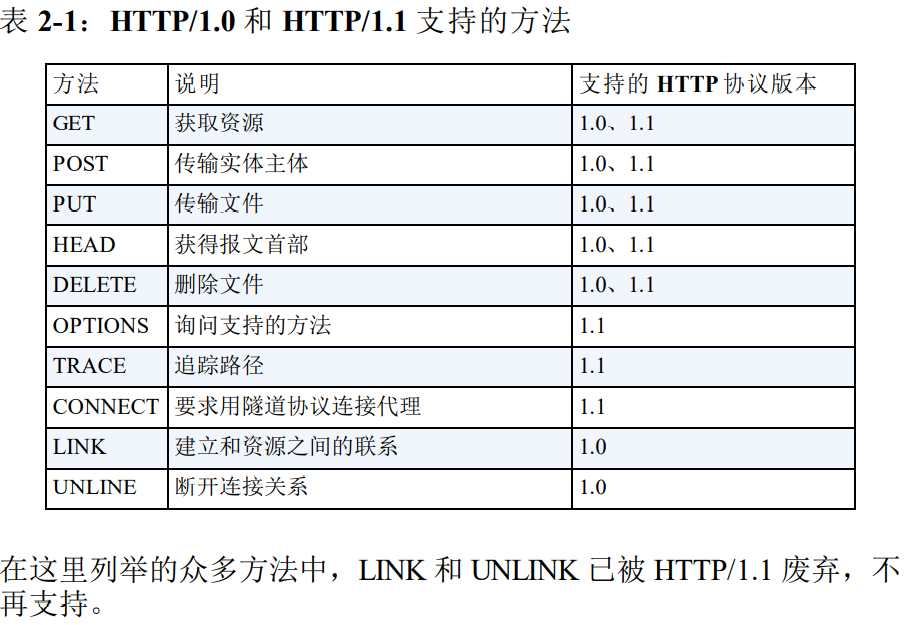 表 2-1：HTTP/1.0 和 HTTP/1.1 支持的方法
方法 说明 支持的 HTTP 协议版本
GET 获取资源 1.0、1.1
POST 传输实体主体 1.0、1.1
PUT 传输文件 1.0、1.1
HEAD 获得报文首部 1.0、1.1
DELETE 删除文件 1.0、1.1
OPTIONS 询问支持的方法 1.1
TRACE 追踪路径 1.1
CONNECT 要求用隧道协议连接代理 1.1
LINK 建立和资源之间的联系 1.0
UNLINE 断开连接关系 1.0
在这里列举的众多方法中，LINK 和 UNLINK 已被 HTTP/1.1 废弃，不
再支持。